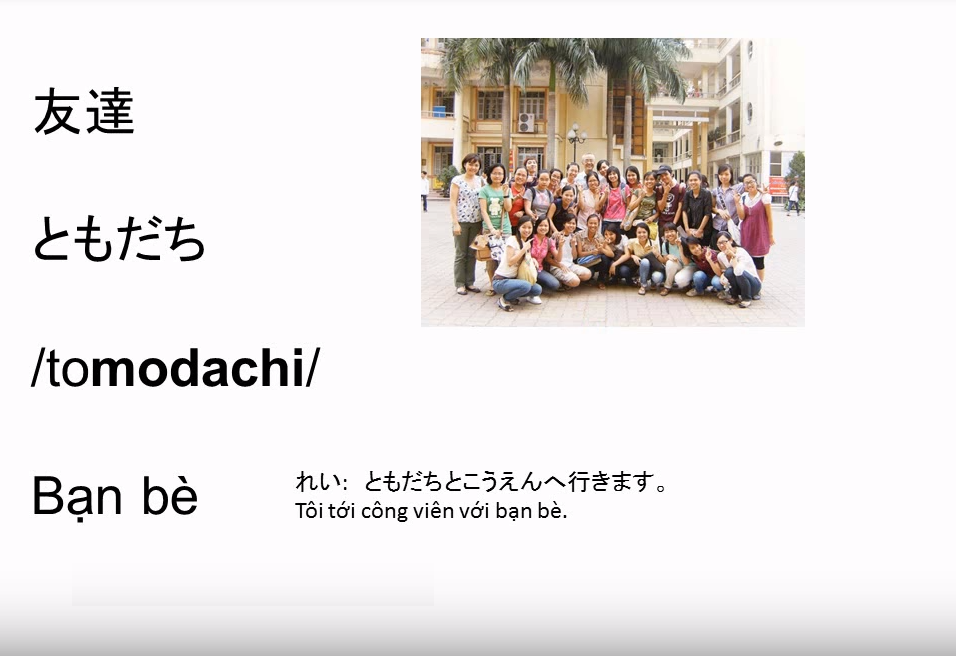 友達
ともだち
/tomodachi/
Bạn bè
れい: ともだちとこうえんへ行きます。
Tôi tới công viên với bạn bè.